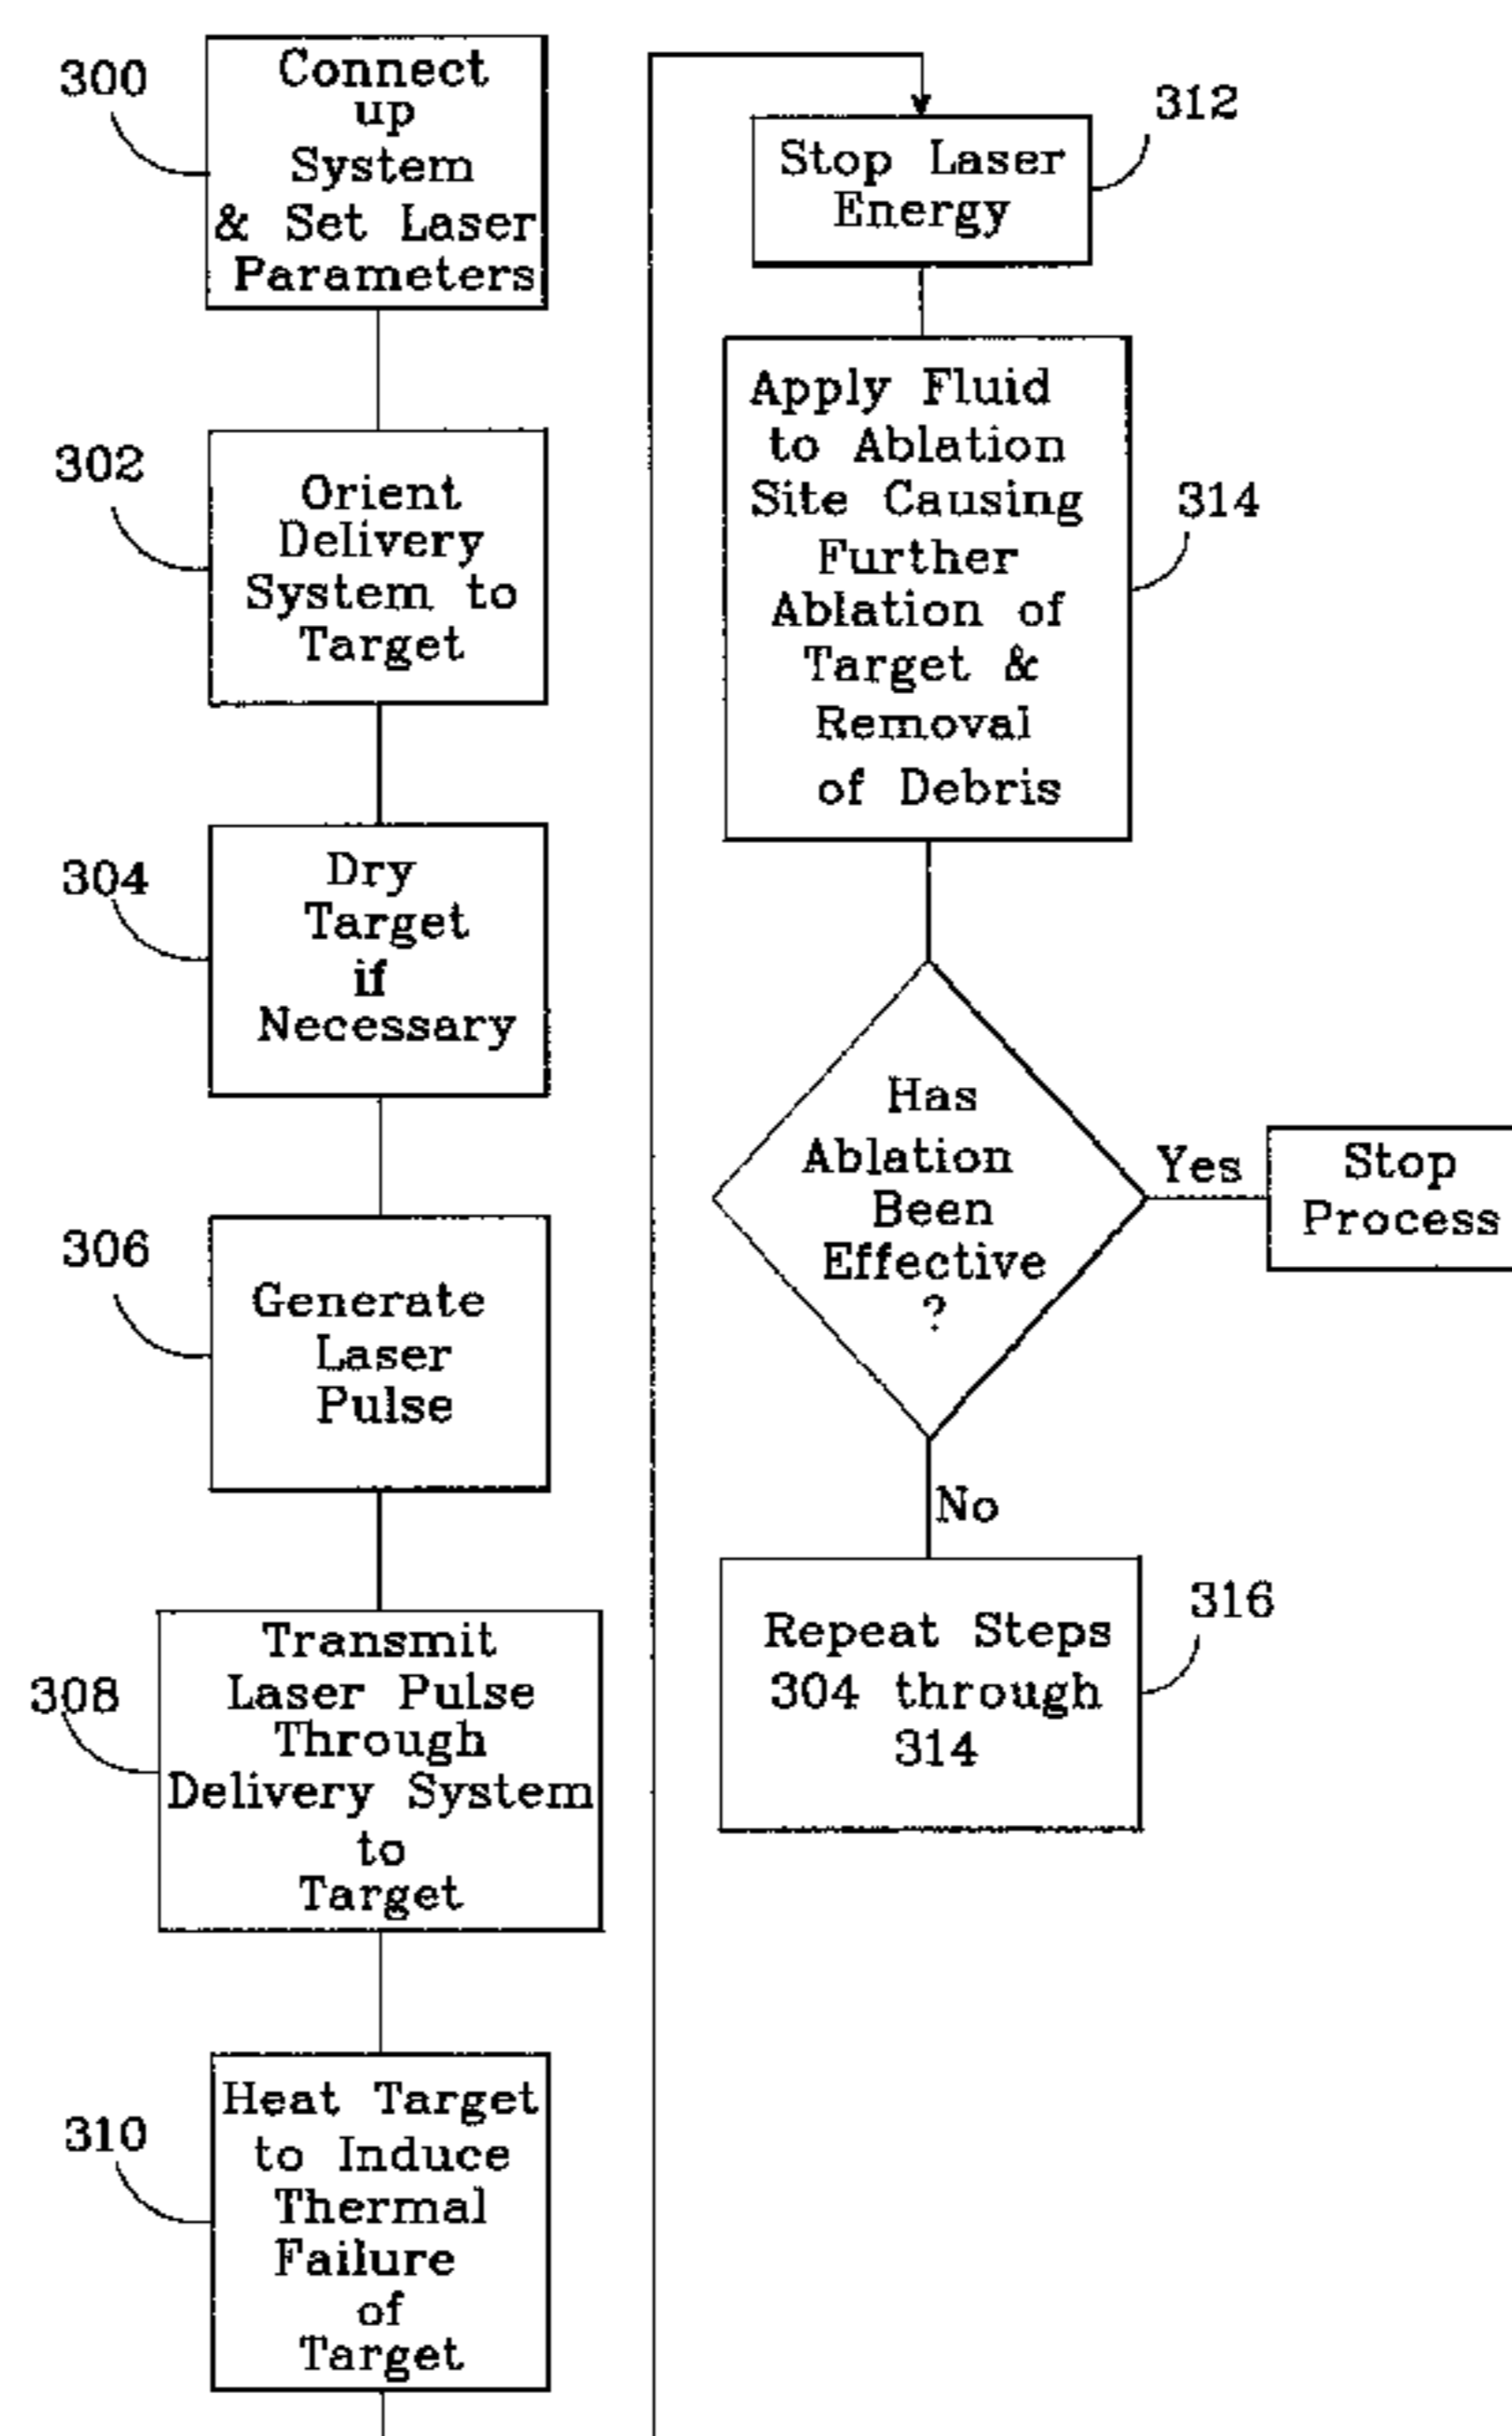 300
Connect
up
System
& Set Laser
Parameters
302
Orient
Delivery
System to
Target
304
Dry
Target
if
Necessary
306
Generate
Laser
Pulse
308
Transmit
Laser Pulse
Through
Delivery System
to
Target
310
Heat Target
to Induce
Thermal
Failure
of
Target
312
Stop Laser
Energy
314
Apply Fluid
to Ablation
Site Causing
Further
Ablation of
Target &
Removal
of Debris
Has
Ablation
Been
Effective
?
Yes
Stop
Process
No
316
Repeat Steps
304 through
314